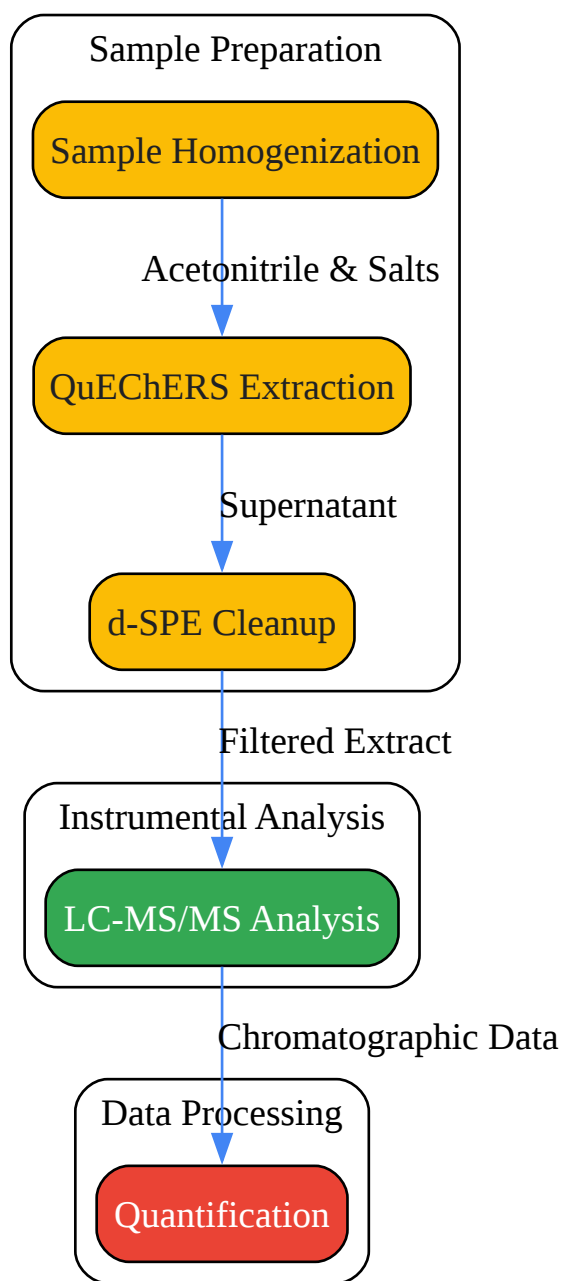 Sample Preparation
Sample Homogenization
Acetonitrile & Salts
QuEChERS Extraction
Supernatant
d-SPE Cleanup
Filtered Extract
Instrumental Analysis
LC-MS/MS Analysis
Chromatographic Data
Data Processing
Quantification